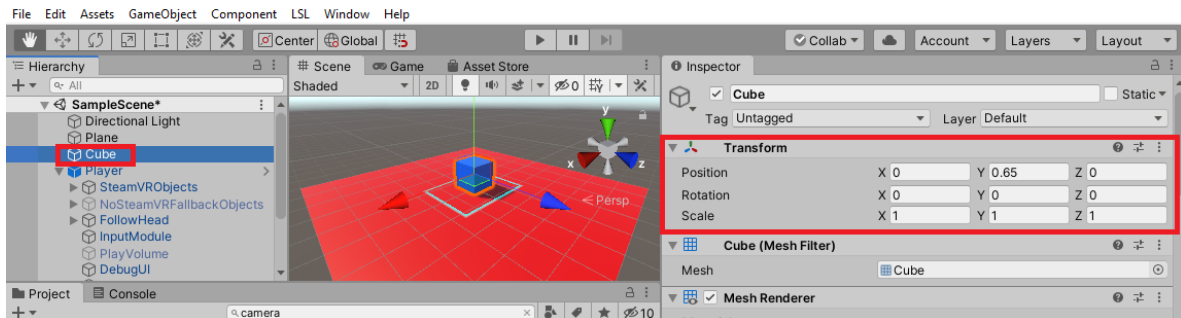 File Edit Assets GameObject Component LSL Window Help
Center Global Collab Account Layers Layout
Hierarchy
All
SampleScene*
Directional Light
Plane
Cube
Player
SteamVRObjects
NoSteamVRFallbackObjects
FollowHead
InputModule
PlayVolume
DebugUI
# Scene Game Asset Store
Shaded 2D 0
y
x z
Persp
Inspector
Cube Static
Tag Untagged Layer Default
Transform
Position X 0 Y 0.65 Z 0
Rotation X 0 Y 0 Z 0
Scale X 1 Y 1 Z 1
Cube (Mesh Filter)
Mesh Cube
Mesh Renderer
Project Console
camera 10